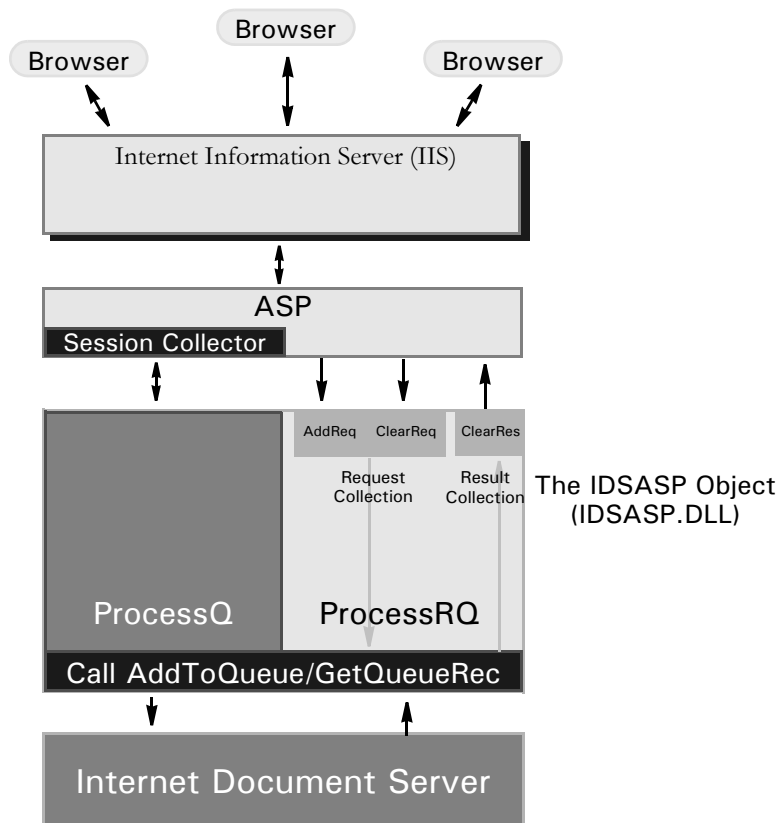 Browser
Browser
Browser
Internet Information Server (IIS)
ASP
Session Collector
AddReq
ClearReq
ClearRes
Request
Collection
Result
Collection
The IDSASP Object
(IDSASP.DLL)
ProcessQ
ProcessRQ
Call AddToQueue/GetQueueRec
Internet Document Server